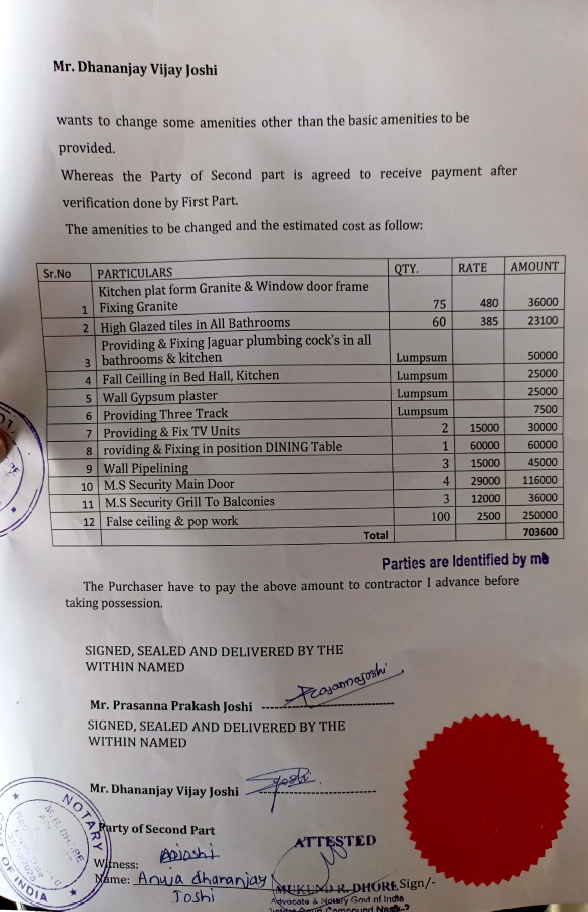 Mr. Dhananjay Vijay Joshi
wants to change some amenities other than the basic amenities to be
provided.
Whereas the Party of Second part is agreed to receive payment after
verification done by First Part.
The amenities to be changed and the estimated cost as follow:
Sr.No PARTICULARS QTY. RATE AMOUNT
Kitchen plat form Granite & Window door frame
1 Fixing Granite 75 480 36000
2 High Glazed tiles in All Bathrooms 60 385 23100
Providing & Fixing Jaguar plumbing cock's in all
3 bathrooms & kitchen Lumpsum 50000
4 Fall Ceilling in Bed Hall, Kitchen Lumpsum 25000
5 Wall Gypsum plaster Lumpsum 25000
6 Providing Three Track Lumpsum 7500
7 Providing & Fix TV Units 2 15000 30000
8 roviding & Fixing in position DINING Table 1 60000 60000
9 Wall Pipelining 3 15000 45000
10 M.S Security Main Door 4 29000 116000
11 M.S Security Grill To Balconies 3 12000 36000
12 False ceiling & pop work 100 2500 250000
Total 703600
Parties are Identified by me
The Purchaser have to pay the above amount to contractor I advance before
taking possession.
SIGNED, SEALED AND DELIVERED BY THE
WITHIN NAMED
Prasannajoshi
Mr. Prasanna Prakash Joshi
SIGNED, SEALED AND DELIVERED BY THE
WITHIN NAMED
Mr. Dhananjay Vijay Joshi Joshi
NOTARY
M. R. DHORE
OF INDIA
Party of Second Part
ATTESTED
Witness:
Name: Anuja dhananjay
Joshi
MUKUND R. DHORE Sign/-
Advocate & Notary Govt of India